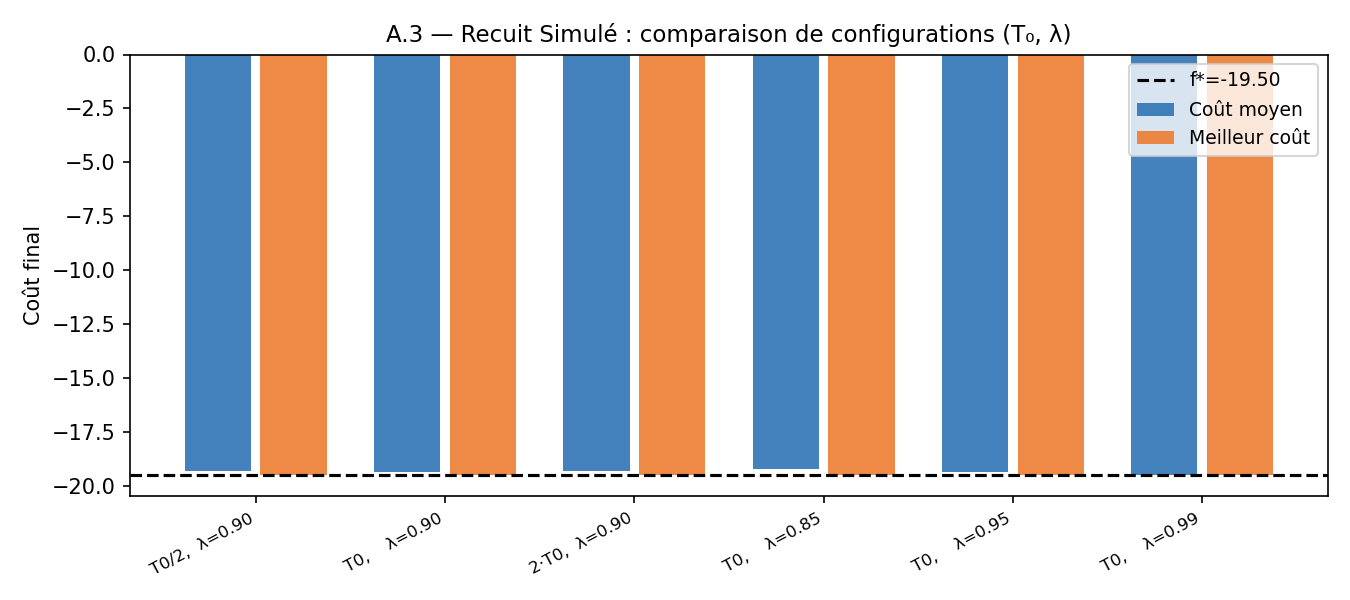 A.3 — Recuit Simulé : comparaison de configurations (T₀, λ)
0.0
−2.5
−5.0
−7.5
−10.0
−12.5
−15.0
−17.5
−20.0
Coût final
f*=-19.50
Coût moyen
Meilleur coût
T0/2, λ=0.90
T0, λ=0.90
2·T0, λ=0.90
T0, λ=0.85
T0, λ=0.95
T0, λ=0.99